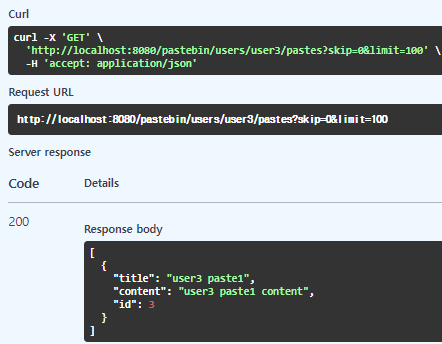 Curl
curl -X 'GET' \
'http://localhost:8080/pastebin/users/user3/pastes?skip=0&limit=100' \
-H 'accept: application/json'
Request URL
http://localhost:8080/pastebin/users/user3/pastes?skip=0&limit=100
Server response
Code Details
200
Response body
[
{
"title": "user3 paste1",
"content": "user3 paste1 content",
"id": 3
}
]